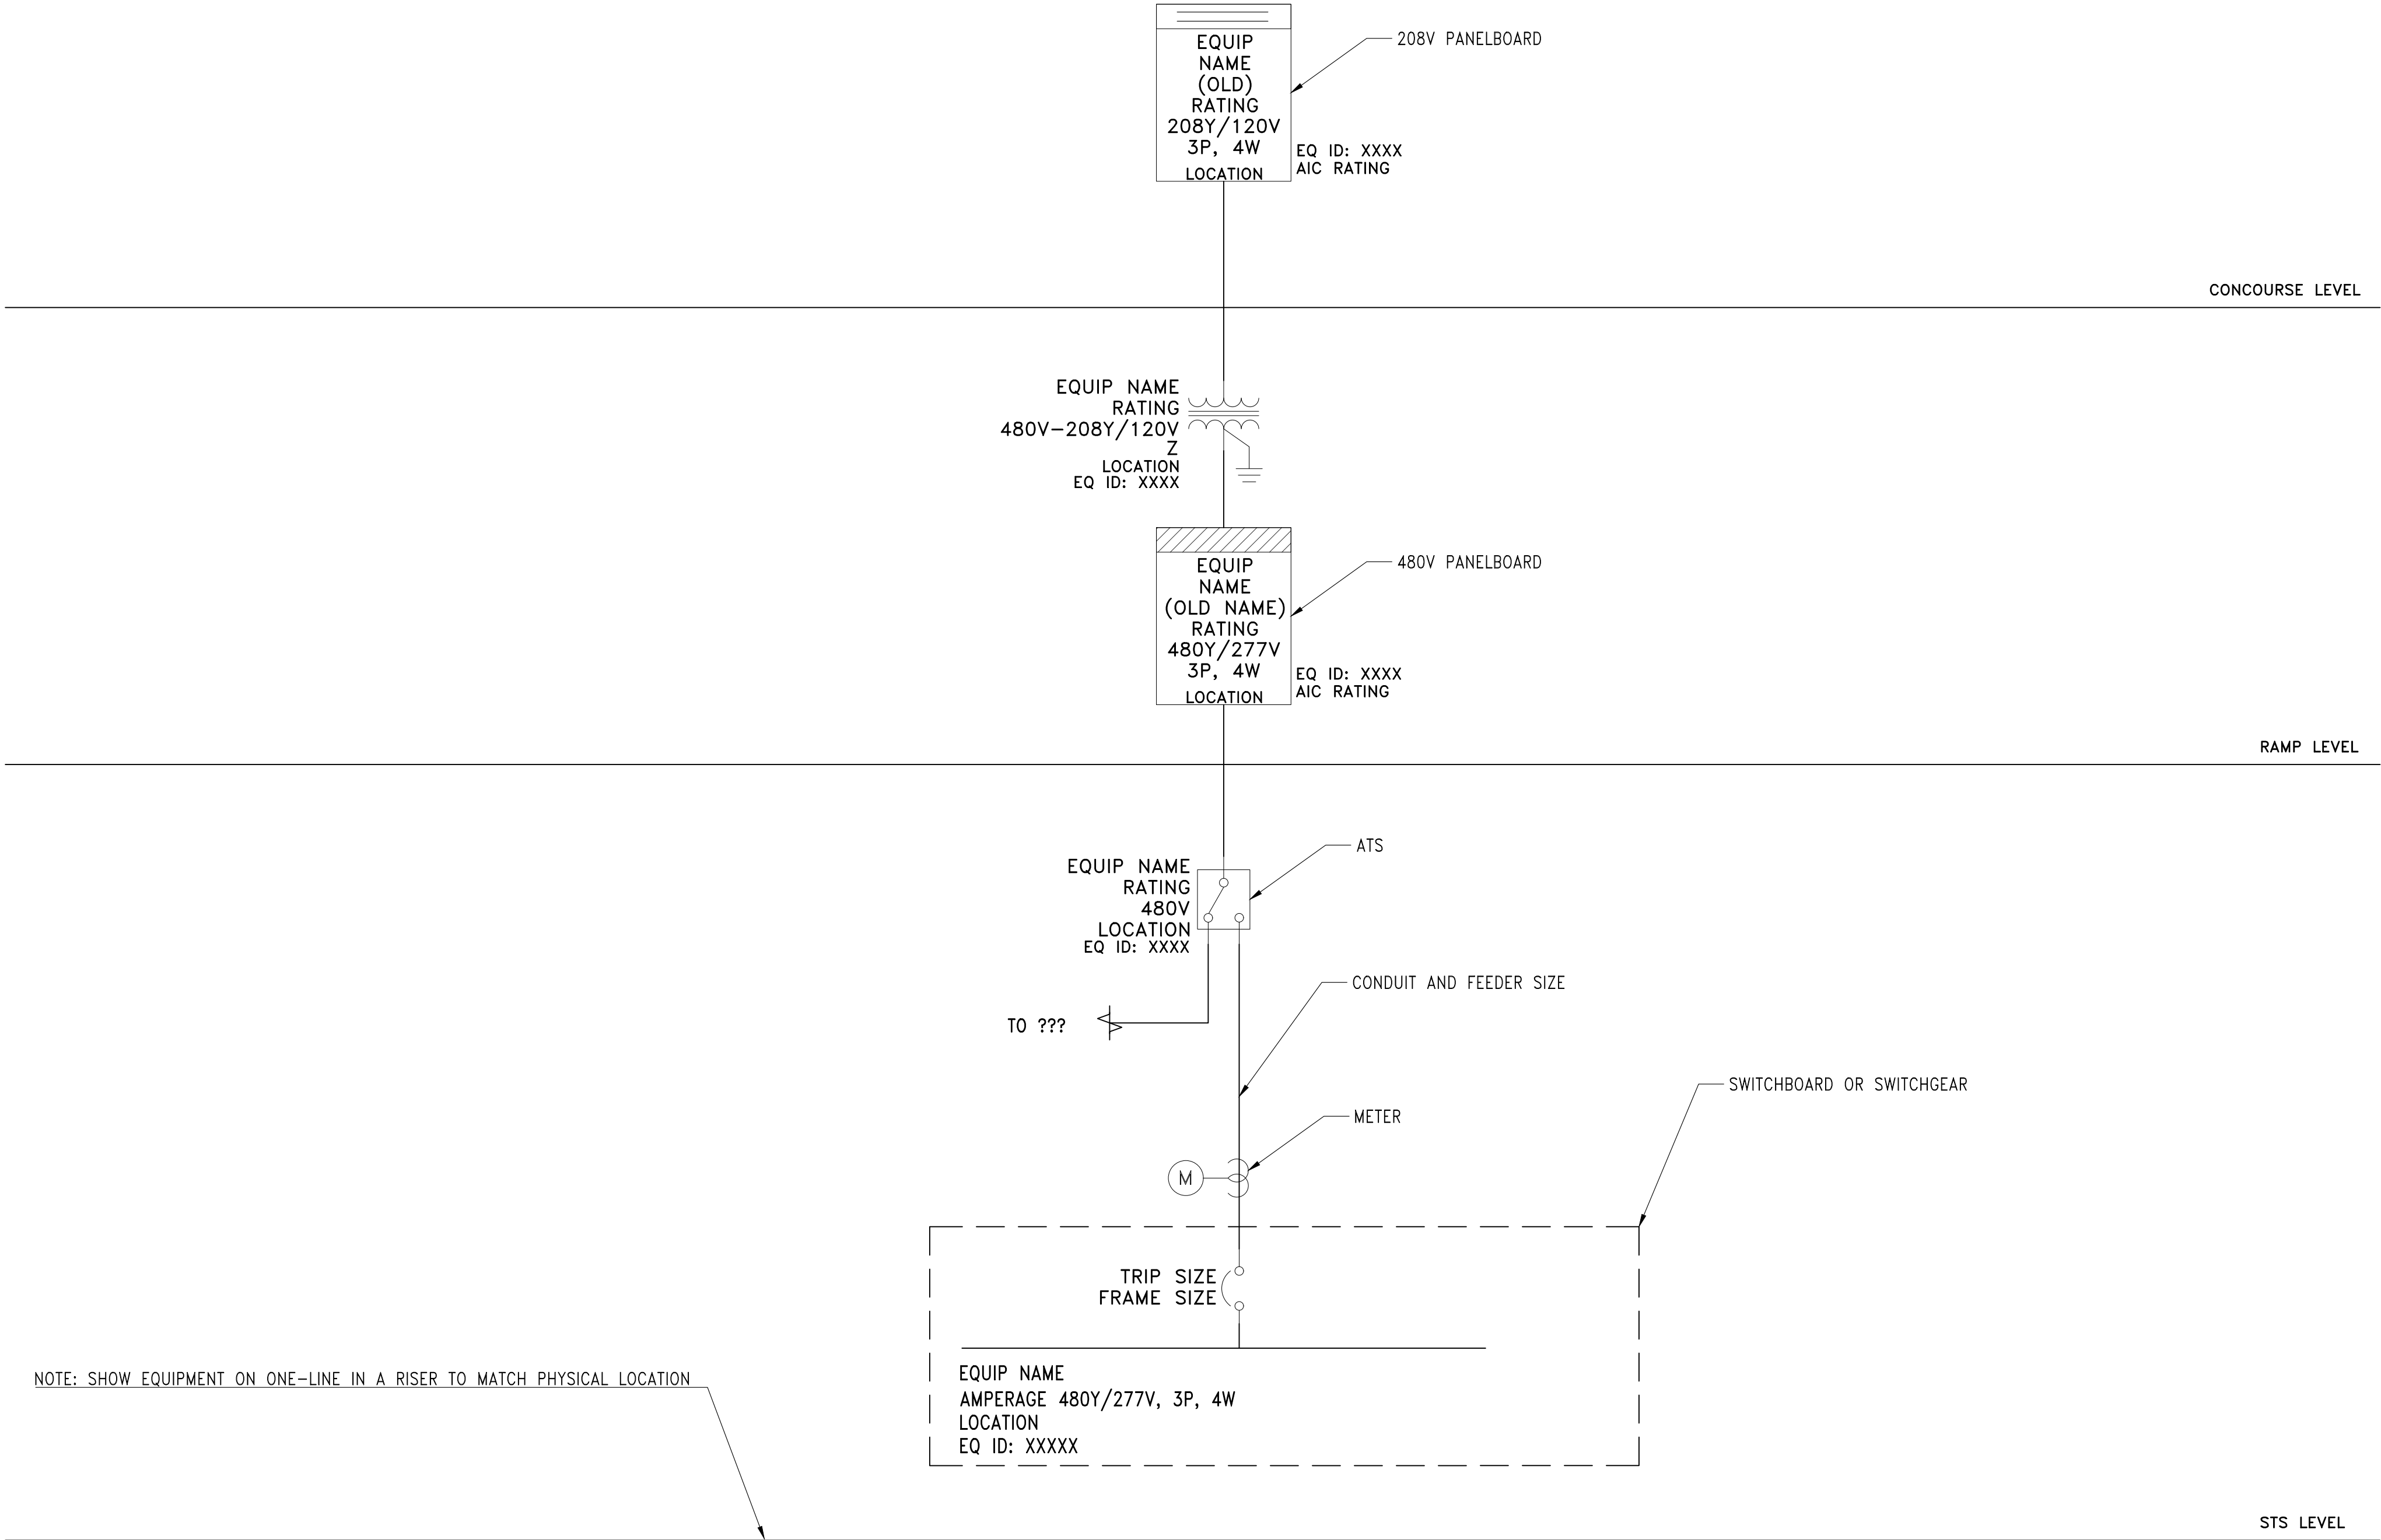 208V PANELBOARD
EQUIP
NAME
(OLD)
RATING
208Y/120V
3P, 4W
LOCATION
EQ ID: XXXX
AIC RATING
CONCOURSE LEVEL
EQUIP NAME
RATING
480V-208Y/120V
Z
LOCATION
EQ ID: XXXX
480V PANELBOARD
EQUIP
NAME
(OLD NAME)
RATING
480Y/277V
3P, 4W
LOCATION
EQ ID: XXXX
AIC RATING
RAMP LEVEL
ATS
EQUIP NAME
RATING
480V
LOCATION
EQ ID: XXXX
CONDUIT AND FEEDER SIZE
TO ???
SWITCHBOARD OR SWITCHGEAR
METER
M
TRIP SIZE
FRAME SIZE
EQUIP NAME
AMPERAGE 480Y/277V, 3P, 4W
LOCATION
EQ ID: XXXXX
NOTE: SHOW EQUIPMENT ON ONE-LINE IN A RISER TO MATCH PHYSICAL LOCATION
STS LEVEL